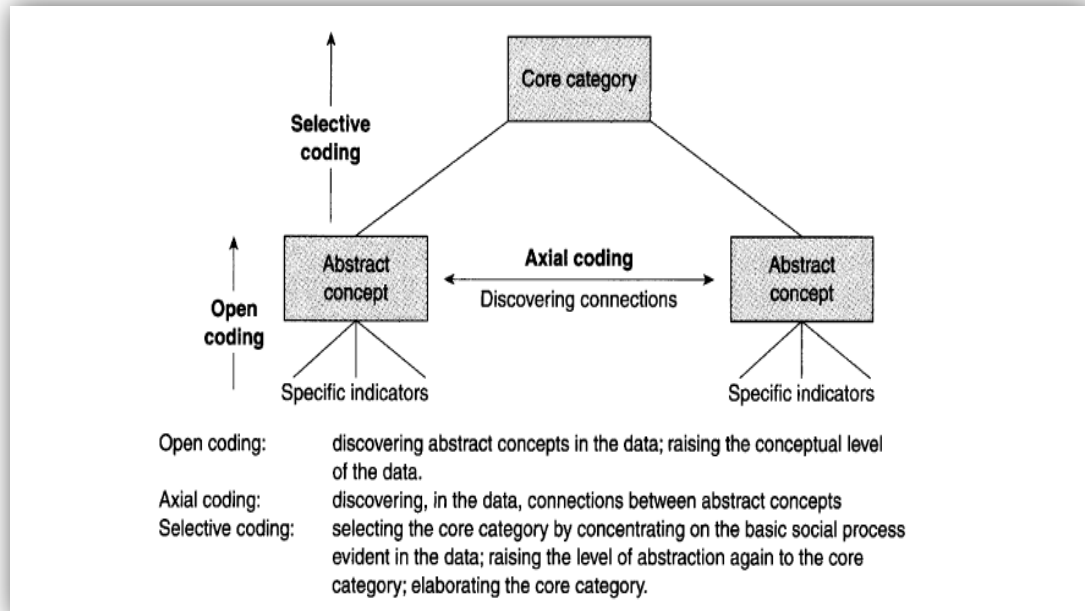 Core category
Selective
coding
Abstract
concept
Axial coding
Discovering connections
Abstract
concept
Open
coding
Specific indicators
Specific indicators
Open coding: discovering abstract concepts in the data; raising the conceptual level
of the data.
Axial coding: discovering, in the data, connections between abstract concepts
Selective coding: selecting the core category by concentrating on the basic social process
evident in the data; raising the level of abstraction again to the core
category; elaborating the core category.